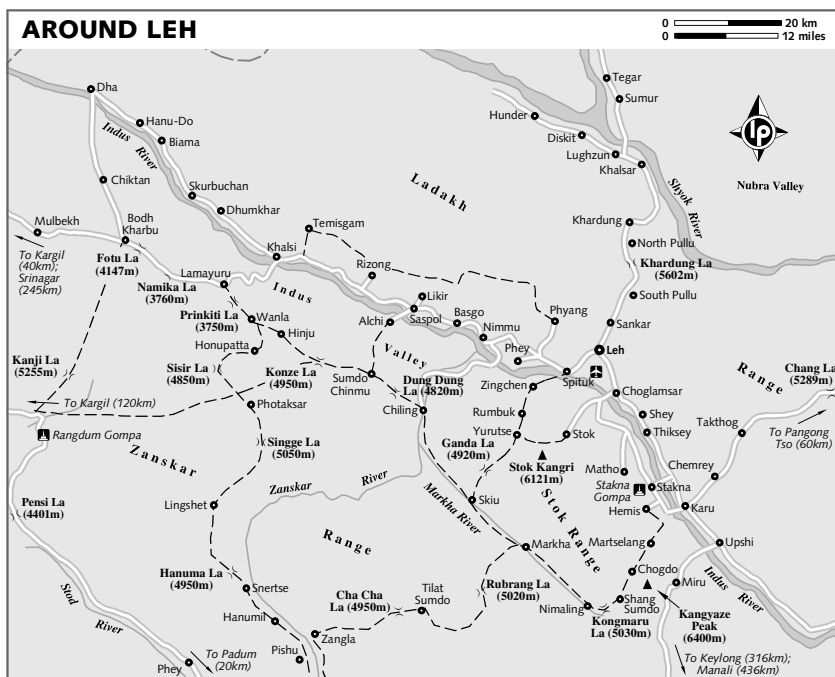 AROUND LEH
0 20 km
0 12 miles
Tegar
Sumur
Dha
Hanu-Do
Biama
Indus
River
Hunder
Diskit
Lughzun
Khalsar
lp
Nubra Valley
Shyok River
Chiktan
Skurbuchan
Dhumkhar
Ladakh
Mulbekh
Bodh
Kharbu
Temisgam
Khardung
North Pullu
To Kargil
(40km);
Srinagar
(245km)
Fotu La
(4147m)
Namika La
(3760m)
Lamayuru
Khalsi
Rizong
Khardung La
(5602m)
South Pullu
Indus
Prinkiti La
(3750m)
Wanla
Likir
Saspol
Alchi
Basgo
Nimmu
Phyang
Sankar
Hinju
Honupatta
Valley
Phey
Leh
Kanji La
(5255m)
Sisir La
(4850m)
Konze La
(4950m)
Sumdo
Chinmu
Dung Dung
La (4820m)
Chiling
Zingchen
Spituk
Choglamsar
Range
Chang La
(5289m)
To Kargil (120km)
Photaksar
Rumbuk
Yurutse
Stok
Shey
Thiksey
Takthog
To Pangong
Tso (60km)
Rangdum Gompa
Singge La
(5050m)
Ganda La
(4920m)
Stok Kangri
(6121m)
Matho
Stakna
Gompa
Stakna
Chemrey
Zanskar
Zanskar
River
Pensi La
(4401m)
Lingshet
Skiu
Markha River
Stok Range
Hemis
Karu
Range
Markha
Martselang
Upshi
Hanuma La
(4950m)
Snertse
Cha Cha
La (4950m)
Tilat
Sumdo
Rubrang La
(5020m)
Chogdo
Miru
Indus
River
Stod
River
Hanumil
Nimaling
Shang
Sumdo
Kongmaru
La (5030m)
Kangyaze
Peak
(6400m)
Zangla
Pishu
Phey
To Padum
(20km)
To Keylong (316km);
Manali (436km)